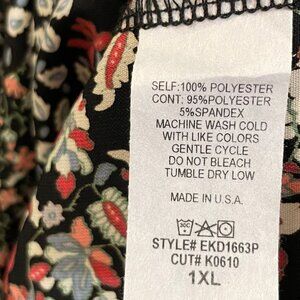 SELF:100% POLYESTER
CONT: 95%POLYESTER
5%SPANDEX
MACHINE WASH COLD
WITH LIKE COLORS
GENTLE CYCLE
DO NOT BLEACH
TUMBLE DRY LOW
MADE IN U.S.A.
STYLE# EKD1663P
CUT# K0610
1XL